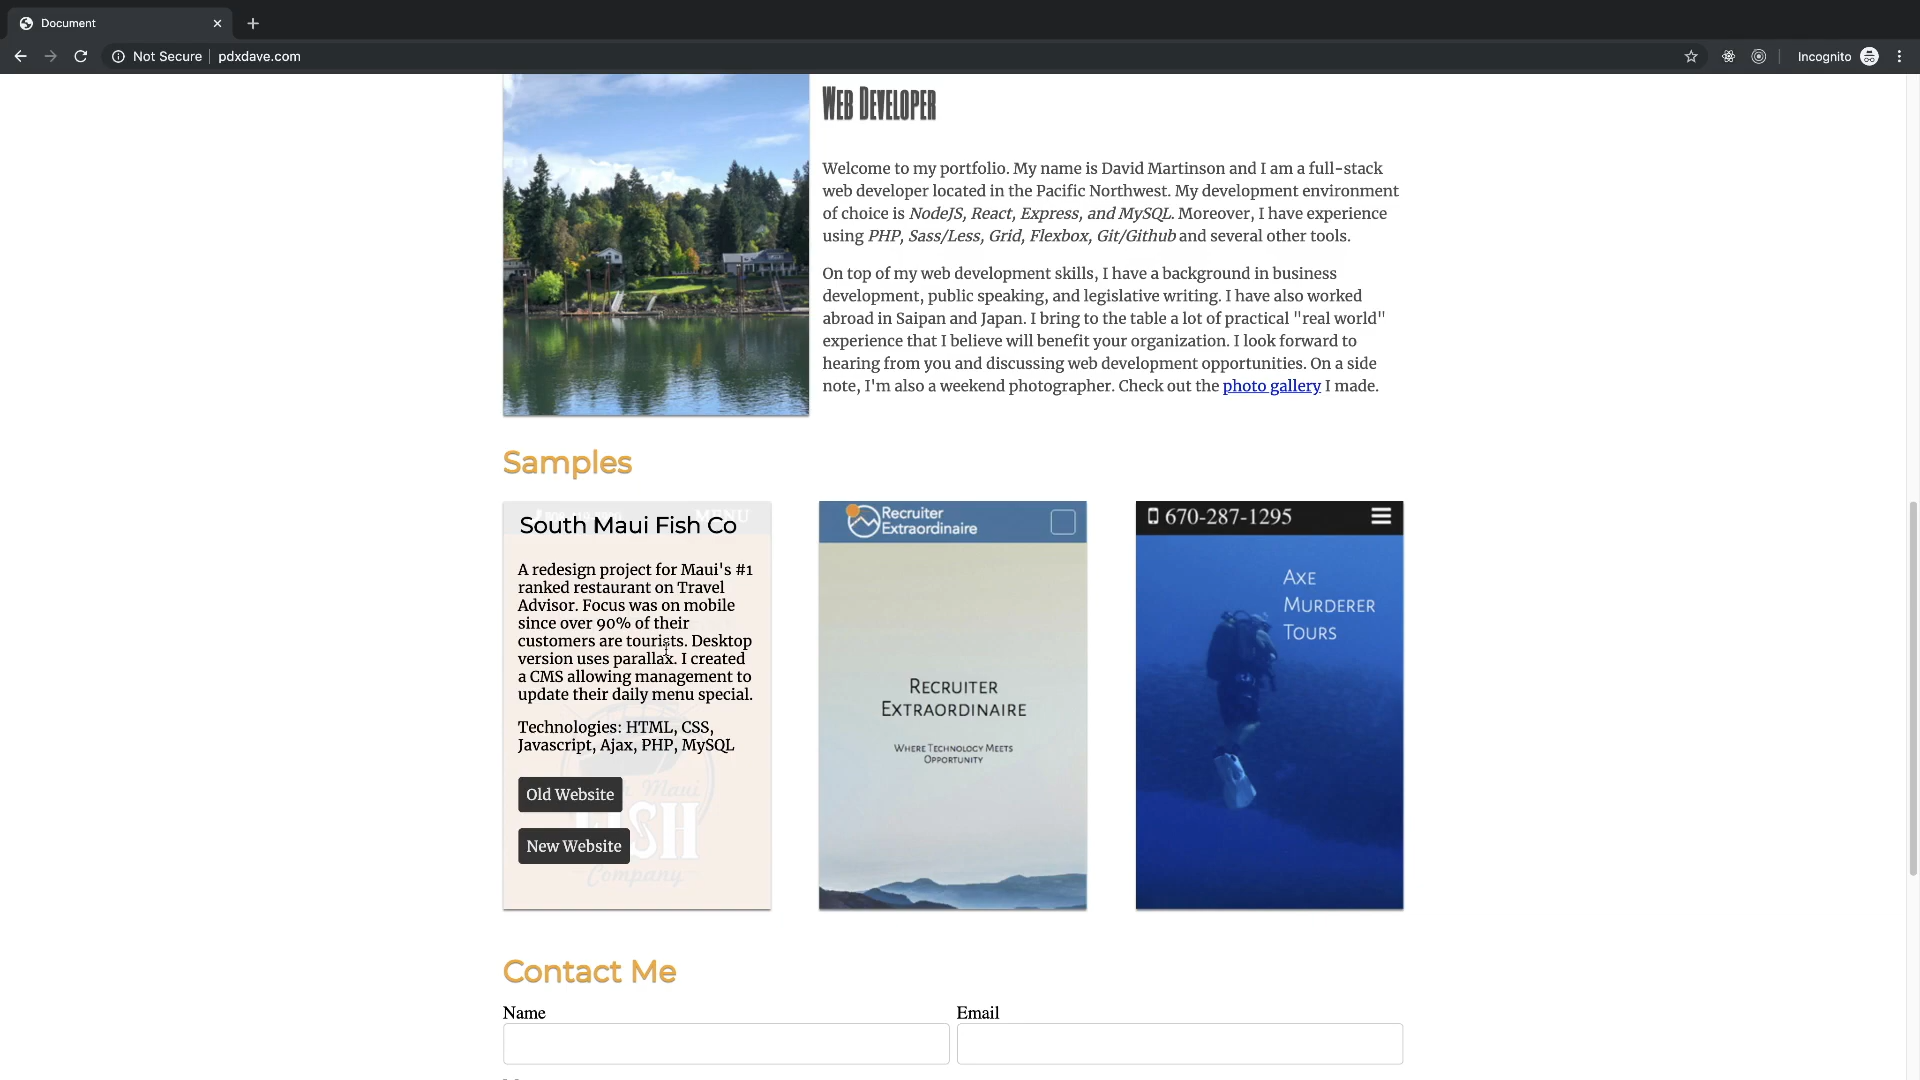 Document
Not Secure
pdxdave.com
Incognito
Web Developer
Welcome to my portfolio. My name is David Martinson and I am a full-stack
web developer located in the Pacific Northwest. My development environment
of choice is NodeJS, React, Express, and MySQL. Moreover, I have experience
using PHP, Sass/Less, Grid, Flexbox, Git/Github and several other tools.
On top of my web development skills, I have a background in business
development, public speaking, and legislative writing. I have also worked
abroad in Saipan and Japan. I bring to the table a lot of practical "real world"
experience that I believe will benefit your organization. I look forward to
hearing from you and discussing web development opportunities. On a side
note, I'm also a weekend photographer. Check out the photo gallery I made.
Samples
MENU
South Maui Fish Co
A redesign project for Maui's #1
ranked restaurant on Travel
Advisor. Focus was on mobile
since over 90% of their
customers are tourists. Desktop
version uses parallax. I created
a CMS allowing management to
update their daily menu special.
Technologies: HTML, CSS,
Javascript, Ajax, PHP, MySQL
Old Website
Maui
New Website
Company
Recruiter
Extraordinaire
Recruiter
Extraordinaire
Where Technology Meets
Opportunity
670-287-1295
Axe
Murderer
Tours
Contact Me
Name
Email